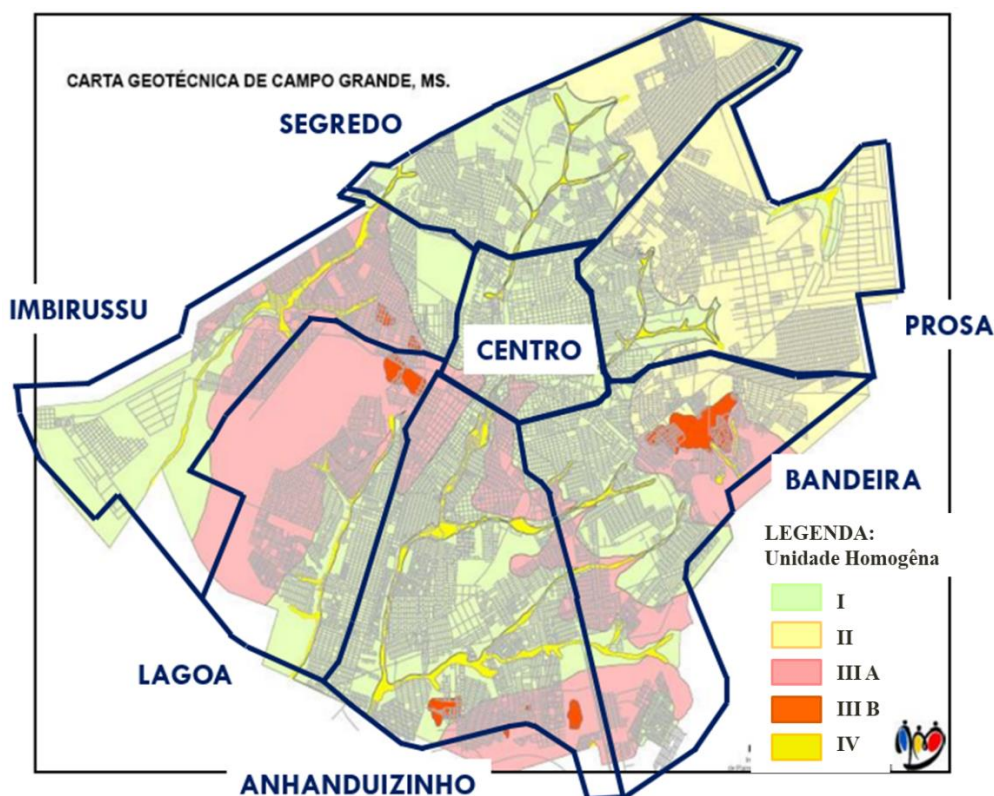 CARTA GEOTÉCNICA DE CAMPO GRANDE, MS.
SEGREDO
IMBIRUSSU
CENTRO
PROSA
BANDEIRA
LEGENDA:
Unidade Homogêna
I
II
III A
III B
IV
LAGOA
ANHANDUIZINHO